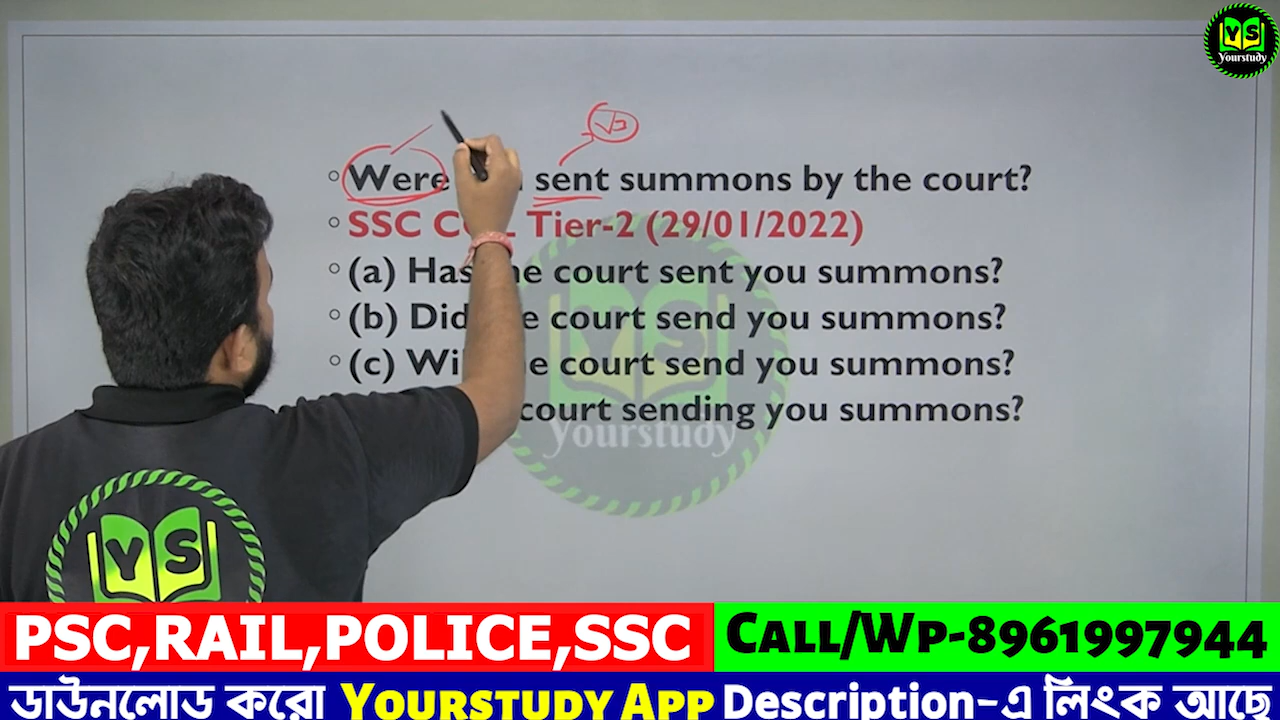 YS
Yourstudy
V3
Were sent summons by the court?
SSC Tier-2 (29/01/2022)
(a) Has court sent you summons?
(b) Did court send you summons?
(c) court send you summons?
court sending you summons?
Yourstudy
YS
PSC,RAIL,POLICE,SSC
CALL/WP-8961997944
ডাউনলোড করো YOURSTUDY APP Description-এ লিংক আছে